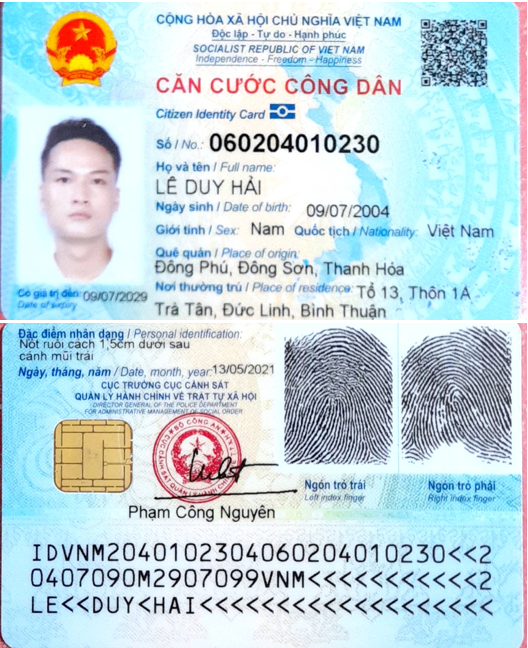 CỘNG HÒA XÃ HỘI CHỦ NGHĨA VIỆT NAM
Độc lập - Tự do - Hạnh phúc
SOCIALIST REPUBLIC OF VIET NAM
Independence - Freedom - Happiness
CĂN CƯỚC CÔNG DÂN
Citizen Identity Card
Số / No.: 060204010230
Họ và tên / Full name:
LÊ DUY HẢI
Ngày sinh / Date of birth: 09/07/2004
Giới tính / Sex: Nam Quốc tịch / Nationality: Việt Nam
Quê quán / Place of origin:
Đông Phú, Đông Sơn, Thanh Hóa
Nơi thường trú / Place of residence: Tổ 13, Thôn 1A
Trà Tân, Đức Linh, Bình Thuận
Có giá trị đến: 09/07/2029
Date of expiry
Đặc điểm nhân dạng / Personal identification:
Nốt ruồi cách 1,5cm dưới sau
cánh mũi trái
Ngày, tháng, năm / Date, month, year: 13/05/2021
CỤC TRƯỞNG CỤC CẢNH SÁT
QUẢN LÝ HÀNH CHÍNH VỀ TRẬT TỰ XÃ HỘI
DIRECTOR GENERAL OF THE POLICE DEPARTMENT
FOR ADMINISTRATIVE MANAGEMENT OF SOCIAL ORDER
BỘ CÔNG AN
Phạm Công Nguyên
Ngón trỏ trái
Left index finger
Ngón trỏ phải
Right index finger
IDVNM2040102304060204010230<<2
0407090M2907099VNM<<<<<<<<<<<2
LE<<DUY<HAI<<<<<<<<<<<<<<<<<<<